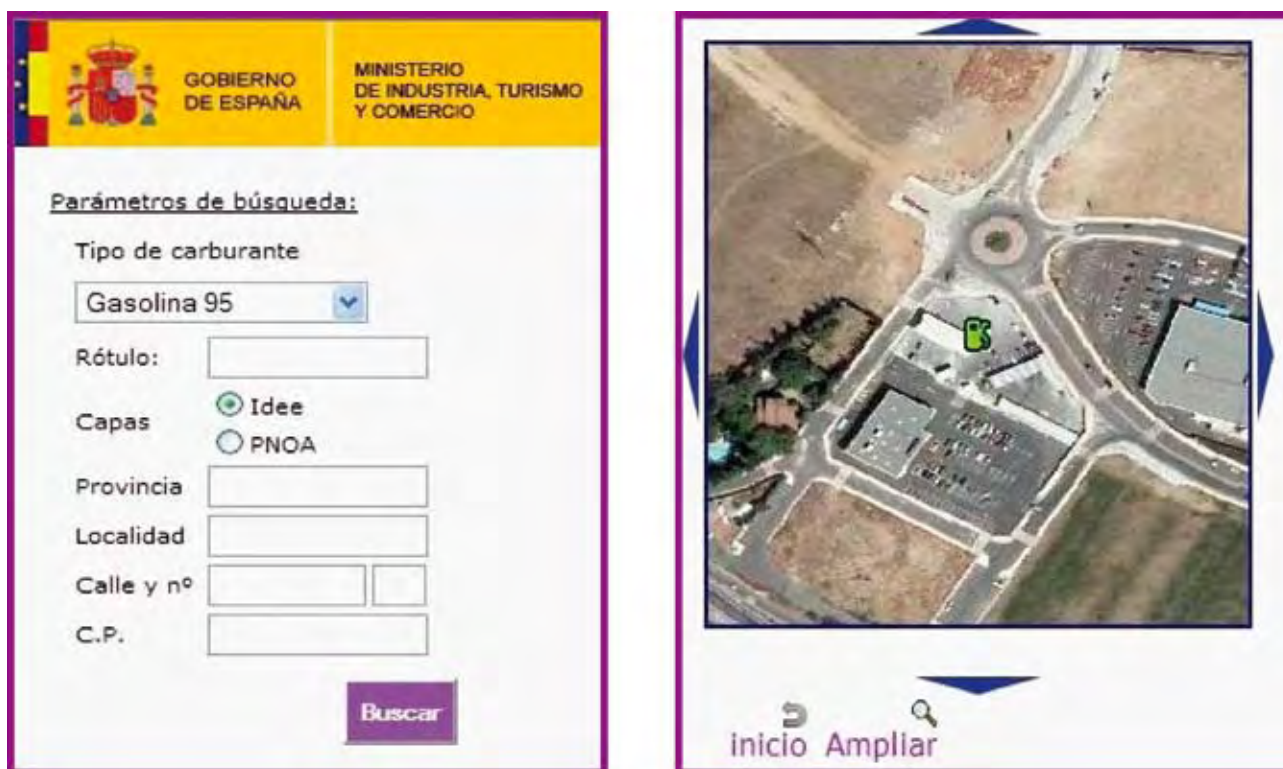 GOBIERNO
DE ESPAÑA
MINISTERIO
DE INDUSTRIA, TURISMO
Y COMERCIO
Parámetros de búsqueda:
Tipo de carburante
Gasolina 95
Rótulo:
Capas
Idee
PNOA
Provincia
Localidad
Calle y nº
C.P.
Buscar
inicio Ampliar